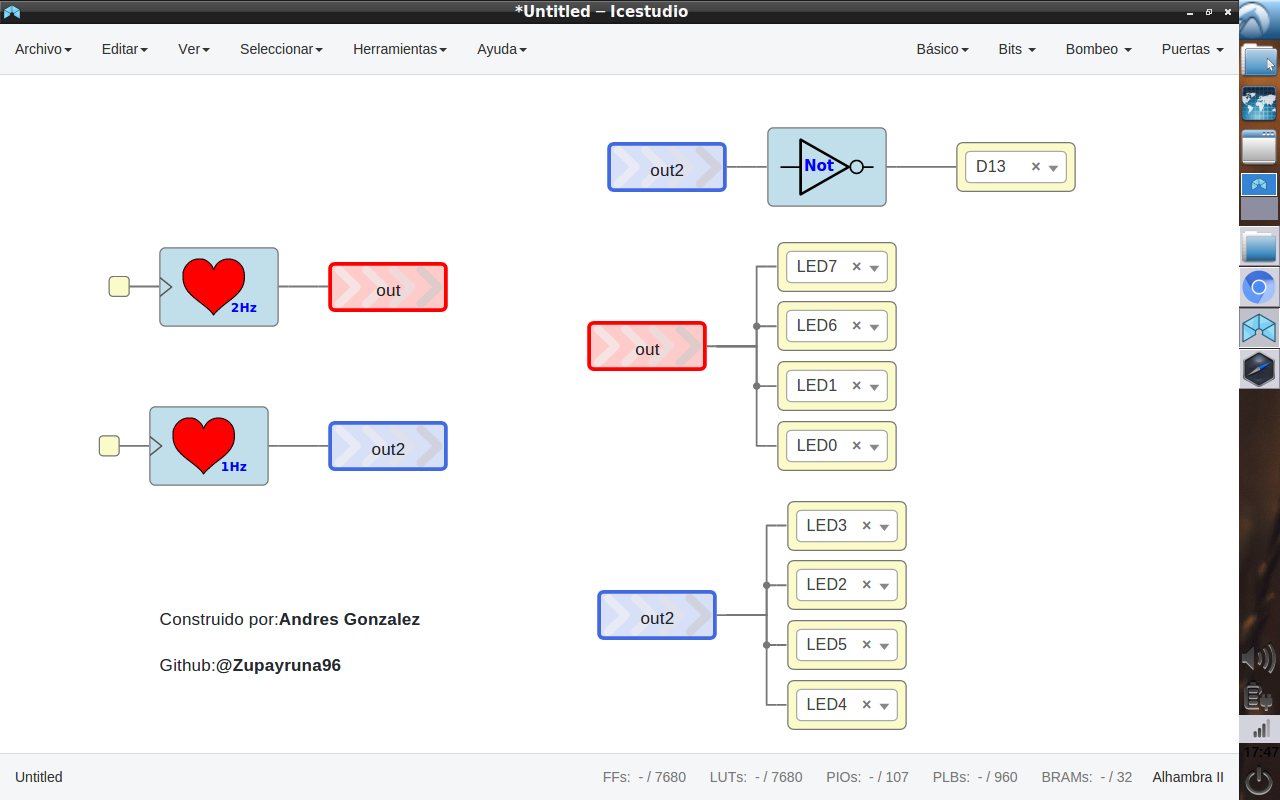 *Untitled – Icestudio
Archivo Editar Ver Seleccionar Herramientas Ayuda Básico Bits Bombeo Puertas
out2 Not D13
2Hz out
LED7
LED6
out
LED1
LED0
1Hz out2
LED3
LED2
out2
LED5
LED4
Construido por:Andres Gonzalez
Github:@Zupayruna96
17:47
Untitled FFs: - / 7680 LUTs: - / 7680 PIOs: - / 107 PLBs: - / 960 BRAMs: - / 32 Alhambra II